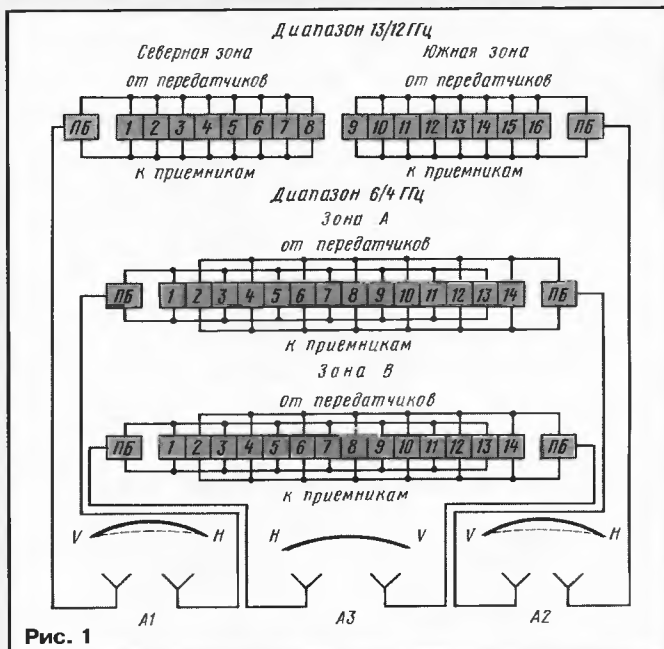 Диапазон 13/12 ГГц
Северная зона Южная зона
от передатчиков от передатчиков
ПБ 1 2 3 4 5 6 7 8 9 10 11 12 13 14 15 16 ПБ
к приемникам к приемникам
Диапазон 6/4 ГГц
Зона А
от передатчиков
ПБ 1 2 3 4 5 6 7 8 9 10 11 12 13 14 ПБ
к приемникам
Зона В
от передатчиков
ПБ 1 2 3 4 5 6 7 8 9 10 11 12 13 14 ПБ
к приемникам
V H H V V H
А1 А3 А2
Рис. 1